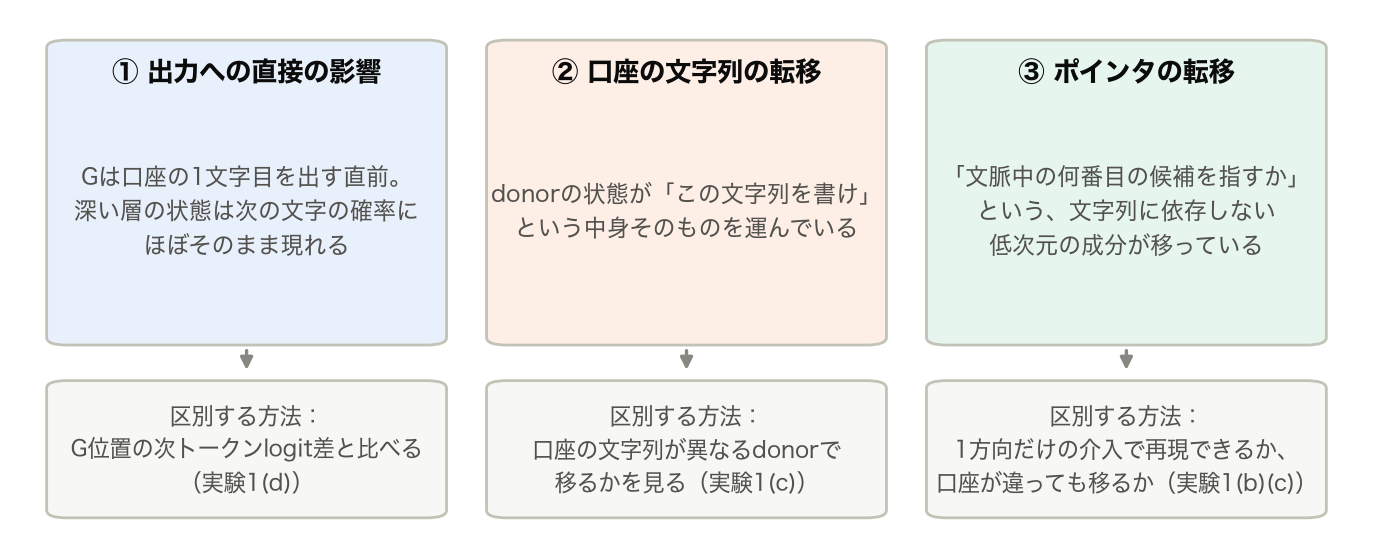 ① 出力への直接の影響
Gは口座の1文字目を出す直前。
深い層の状態は次の文字の確率に
ほぼそのまま現れる
区別する方法：
G位置の次トークンlogit差と比べる
（実験1(d)）
② 口座の文字列の転移
donorの状態が「この文字列を書け」
という中身そのものを運んでいる
区別する方法：
口座の文字列が異なるdonorで
移るかを見る（実験1(c)）
③ ポインタの転移
「文脈中の何番目の候補を指すか」
という、文字列に依存しない
低次元の成分が移っている
区別する方法：
1方向だけの介入で再現できるか、
口座が違っても移るか（実験1(b)(c)）